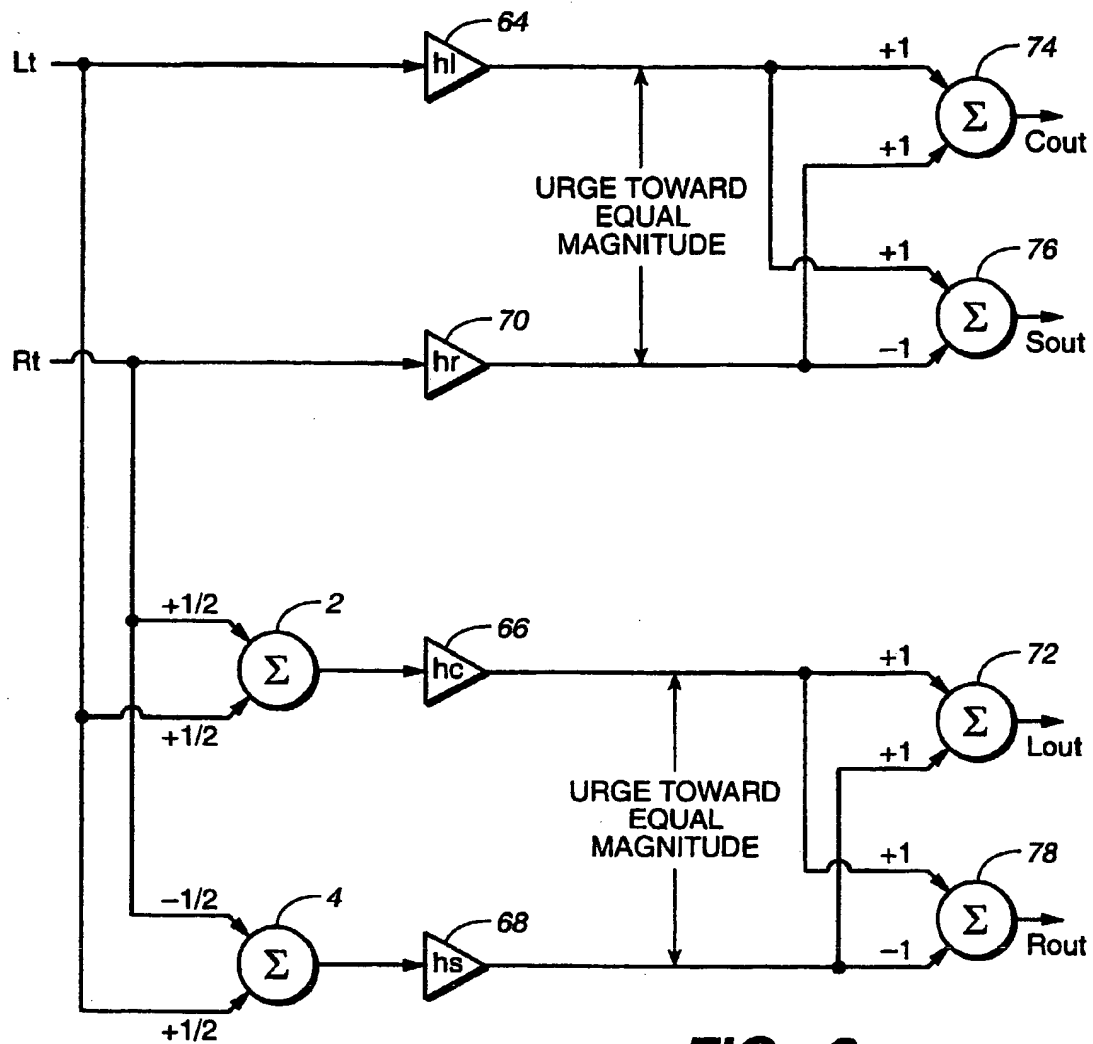 64
Lt
hl
+1
74
Σ
Cout
+1
URGE TOWARD
EQUAL
MAGNITUDE
+1
76
Σ
Sout
70
Rt
hr
−1
+1/2
2
Σ
+1/2
66
hc
+1
72
Σ
Lout
+1
URGE TOWARD
EQUAL
MAGNITUDE
+1
78
Σ
Rout
−1/2
4
Σ
+1/2
68
hs
−1